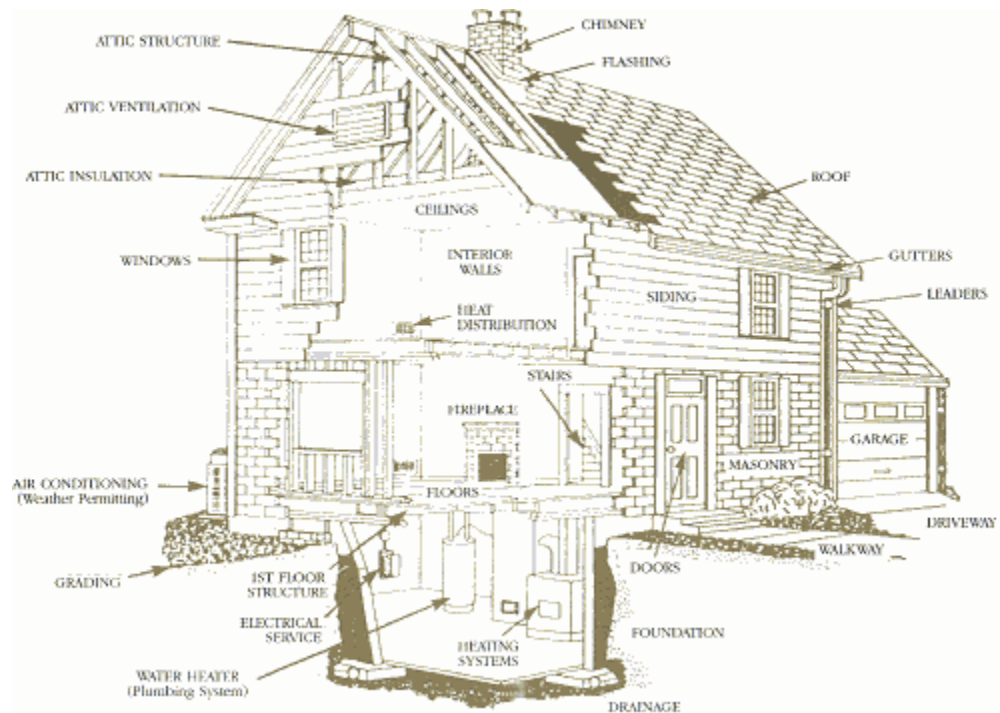 CHIMNEY
ATTIC STRUCTURE
FLASHING
ATTIC VENTILATION
ATTIC INSULATION
ROOF
CEILINGS
INTERIOR
WALLS
WINDOWS
GUTTERS
SIDING
LEADERS
HEAT
DISTRIBUTION
STAIRS
FIREPLACE
GARAGE
MASONRY
AIR CONDITIONING
(Weather Permitting)
FLOORS
DRIVEWAY
WALKWAY
DOORS
GRADING
1ST FLOOR
STRUCTURE
ELECTRICAL
SERVICE
FOUNDATION
HEATING
SYSTEMS
WATER HEATER
(Plumbing System)
DRAINAGE